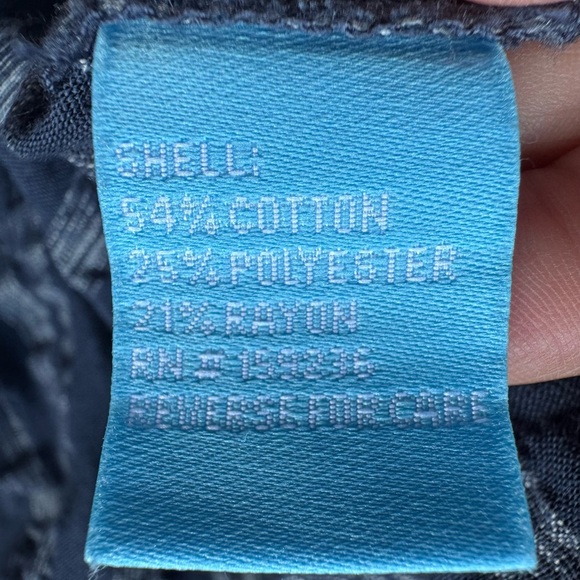 SHELL:
54% COTTON
25% POLYESTER
21% RAYON
RN # 159236
REVERSE FOR CARE